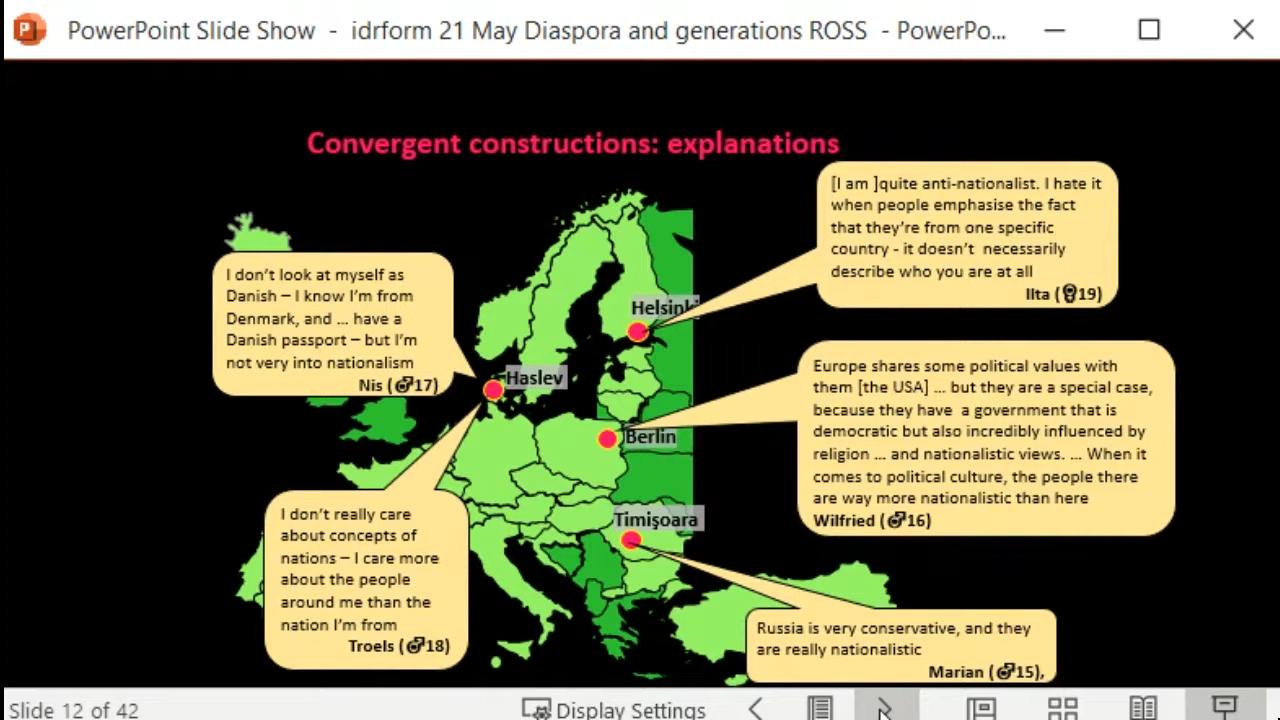 PowerPoint Slide Show - idrform 21 May Diaspora and generations ROSS - PowerPo...
Convergent constructions: explanations
[I am ]quite anti-nationalist. I hate it
when people emphasise the fact
that they're from one specific
country - it doesn't necessarily
describe who you are at all
Ilta (♀19)
I don't look at myself as
Danish – I know I'm from
Denmark, and ... have a
Danish passport – but I'm
not very into nationalism
Nis (♂17)
Helsinki
Haslev
Europe shares some political values with
them [the USA] ... but they are a special case,
because they have a government that is
democratic but also incredibly influenced by
religion ... and nationalistic views. ... When it
comes to political culture, the people there
are way more nationalistic than here
Wilfried (♂16)
Berlin
I don't really care
about concepts of
nations – I care more
about the people
around me than the
nation I'm from
Troels (♂18)
Timişoara
Russia is very conservative, and they
are really nationalistic
Marian (♂15),
Slide 12 of 42
Display Settings